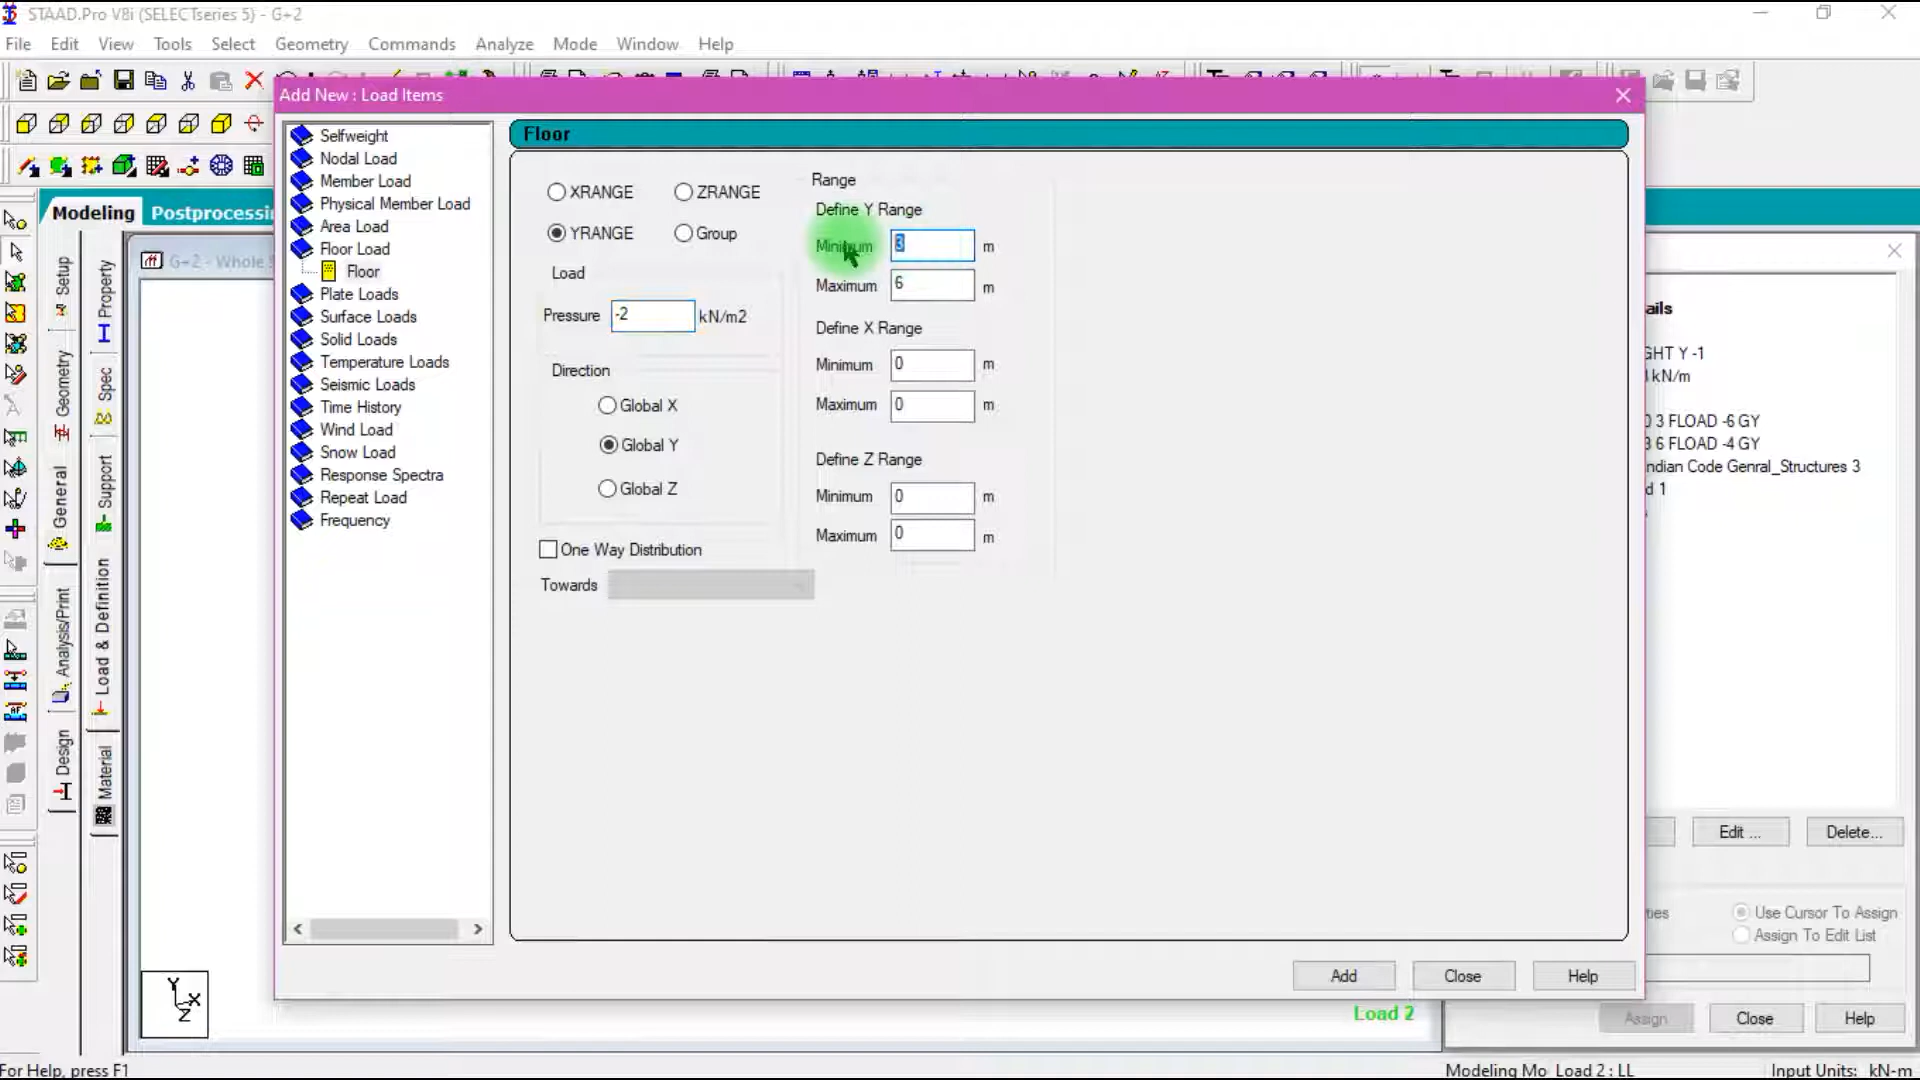 STAAD.Pro V8i (SELECTseries 5) - G+2
File Edit View Tools Select Geometry Commands Analyze Mode Window Help
Add New : Load Items
Selfweight
Nodal Load
Member Load
Physical Member Load
Area Load
Floor Load
Floor
Plate Loads
Surface Loads
Solid Loads
Temperature Loads
Seismic Loads
Time History
Wind Load
Snow Load
Response Spectra
Repeat Load
Frequency
Floor
XRANGE ZRANGE
YRANGE Group
Load
Pressure -2 kN/m2
Direction
Global X
Global Y
Global Z
One Way Distribution
Towards
Range
Define Y Range
Minimum 3 m
Maximum 6 m
Define X Range
Minimum 0 m
Maximum 0 m
Define Z Range
Minimum 0 m
Maximum 0 m
Add Close Help
Modeling Postprocessi
G+2 - Whole S
Setup
Geometry
General
Analysis/Print
Design
Property
Spec
Support
Load & Definition
Material
ails
GHT Y -1
kN/m
0 3 FLOAD -6 GY
3 6 FLOAD -4 GY
ndian Code Genral_Structures 3
d 1
Edit ... Delete...
Use Cursor To Assign
Assign To Edit List
Assign Close Help
Y
X
Z
Load 2
For Help, press F1
Modeling Mo Load 2 : LL Input Units: kN-m